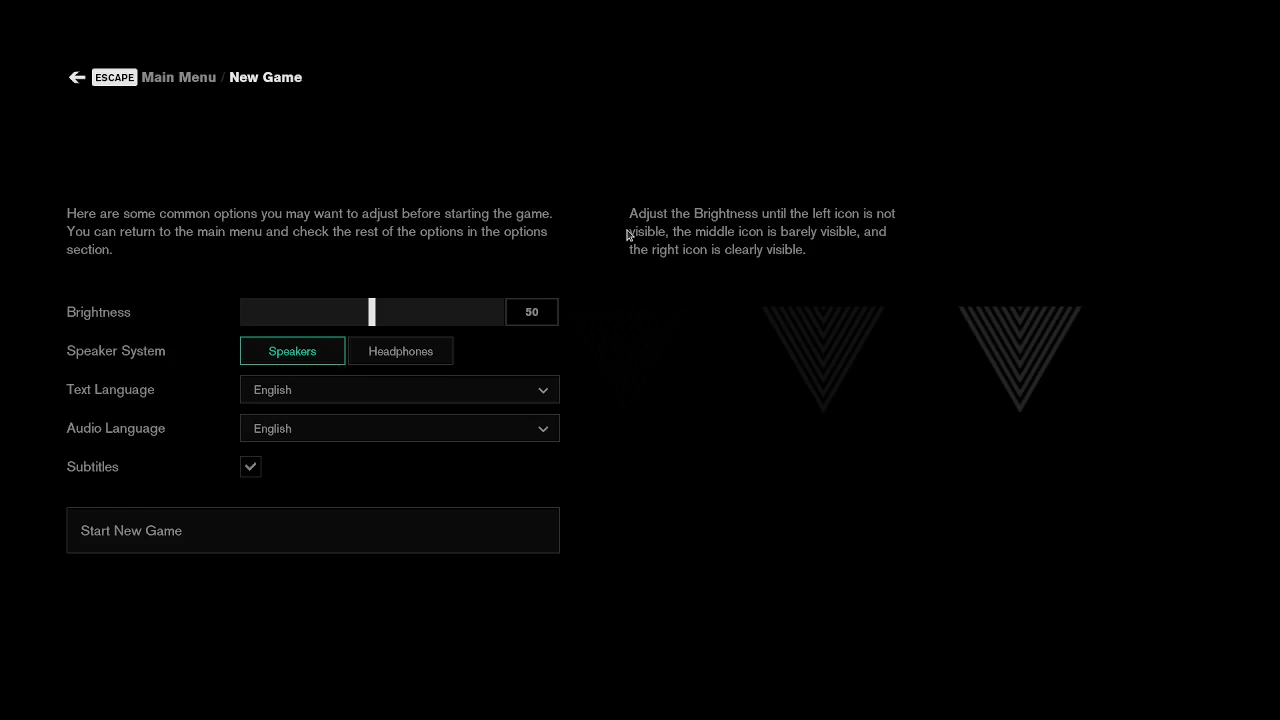 ESCAPE Main Menu / New Game
Here are some common options you may want to adjust before starting the game.
You can return to the main menu and check the rest of the options in the options
section.
Adjust the Brightness until the left icon is not
visible, the middle icon is barely visible, and
the right icon is clearly visible.
Brightness 50
Speaker System Speakers Headphones
Text Language English
Audio Language English
Subtitles
Start New Game